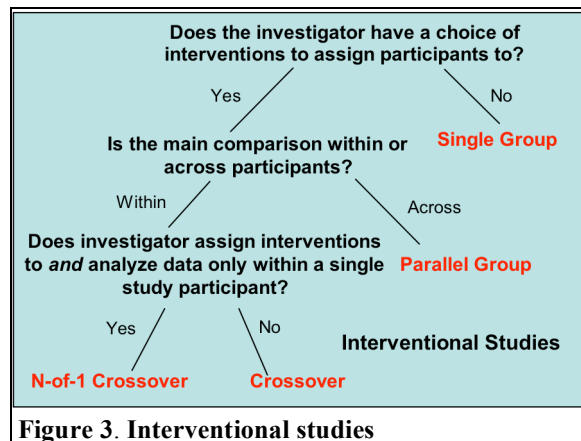 Does the investigator have a choice of
interventions to assign participants to?
Yes
No
Single Group
Is the main comparison within or
across participants?
Within
Across
Does investigator assign interventions
to and analyze data only within a single
study participant?
Parallel Group
Yes
No
Interventional Studies
N-of-1 Crossover
Crossover
Figure 3. Interventional studies